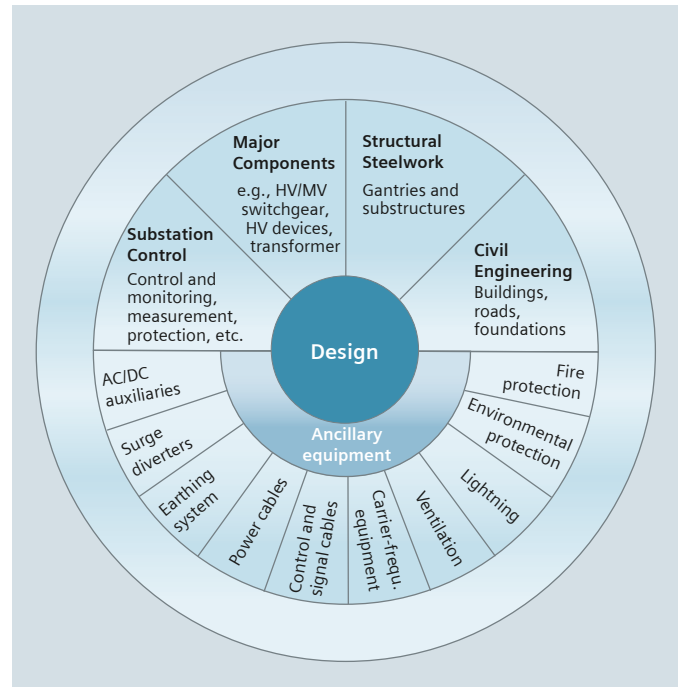 Major
Components
e.g., HV/MV
switchgear,
HV devices,
transformer
Structural
Steelwork
Gantries and
substructures
Substation
Control
Control and
monitoring,
measurement,
protection, etc.
Civil
Engineering
Buildings,
roads,
foundations
Design
Ancillary
equipment
AC/DC
auxiliaries
Surge
diverters
Earthing
system
Power cables
Control and
signal cables
Carrier-frequ.
equipment
Ventilation
Lightning
Environmental
protection
Fire
protection